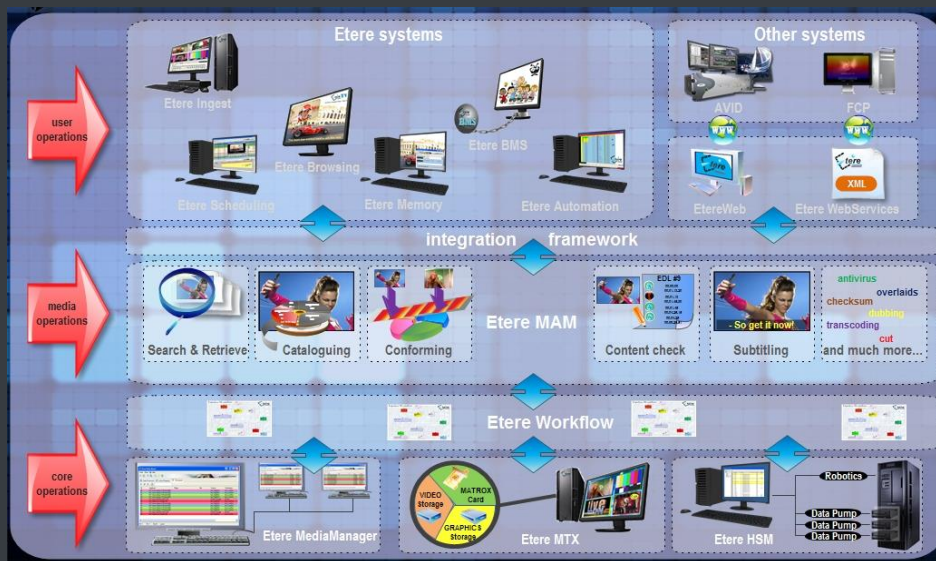 Etere systems
Other systems
Etere Ingest
AVID
FCP
user
operations
Etere Browsing
Etere BMS
Etere Scheduling
Etere Memory
Etere Automation
EtereWeb
XML
Etere WebServices
integration framework
media
operations
Search & Retrieve
Cataloguing
Conforming
Etere MAM
EDL #5
Content check
- So get it now!
Subtitling
antivirus
overlaids
checksum
dubbing
transcoding
cut
and much more...
Etere Workflow
core
operations
Etere MediaManager
VIDEO
Storage
MATROX
Card
GRAPHICS
Storage
Etere MTX
Etere HSM
Robotics
Data Pump
Data Pump
Data Pump